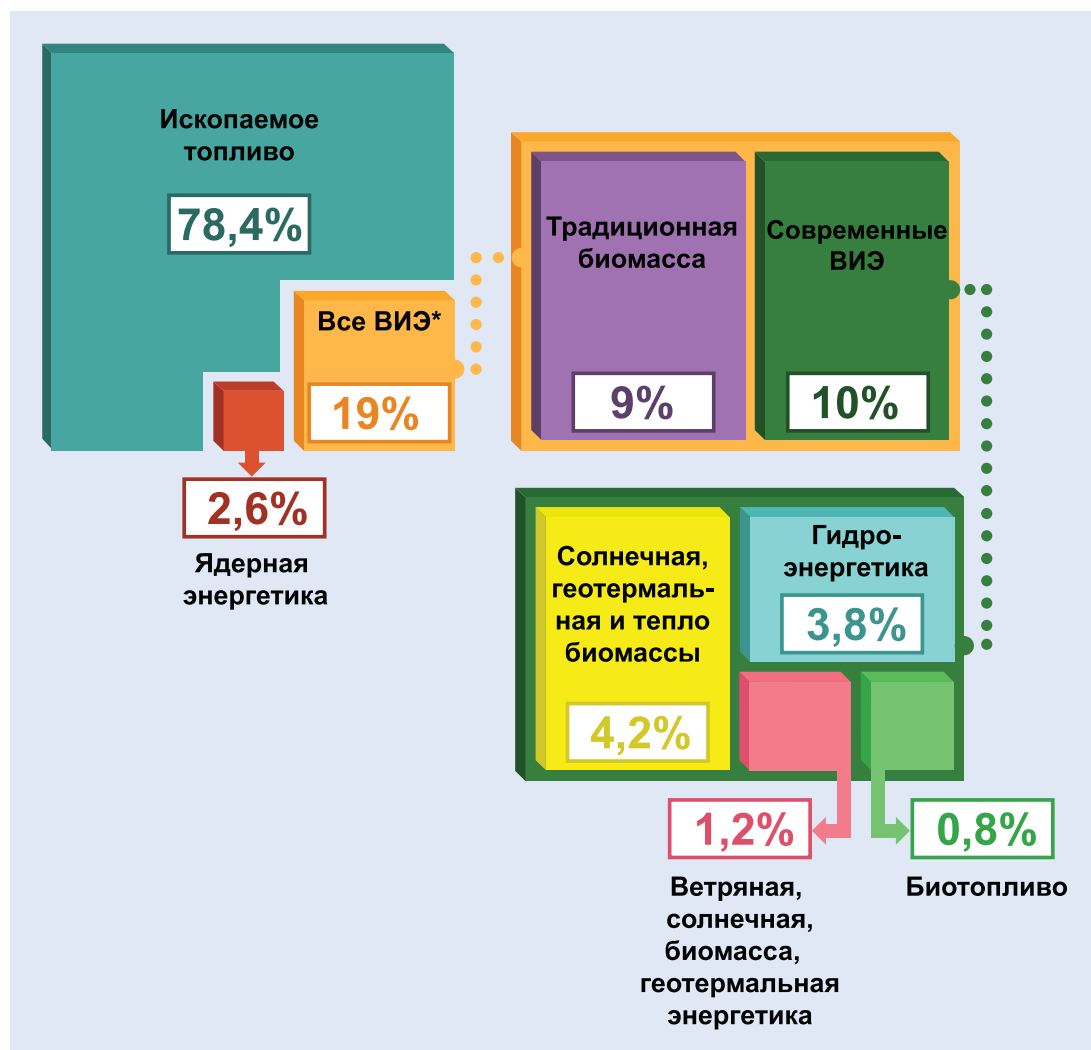 Ископаемое
топливо
78,4%
Все ВИЭ*
19%
2,6%
Ядерная
энергетика
Традиционная
биомасса
9%
Современные
ВИЭ
10%
Солнечная,
геотермаль-
ная и тепло
биомассы
4,2%
Гидро-
энергетика
3,8%
1,2%
Ветряная,
солнечная,
биомасса,
геотермальная
энергетика
0,8%
Биотопливо